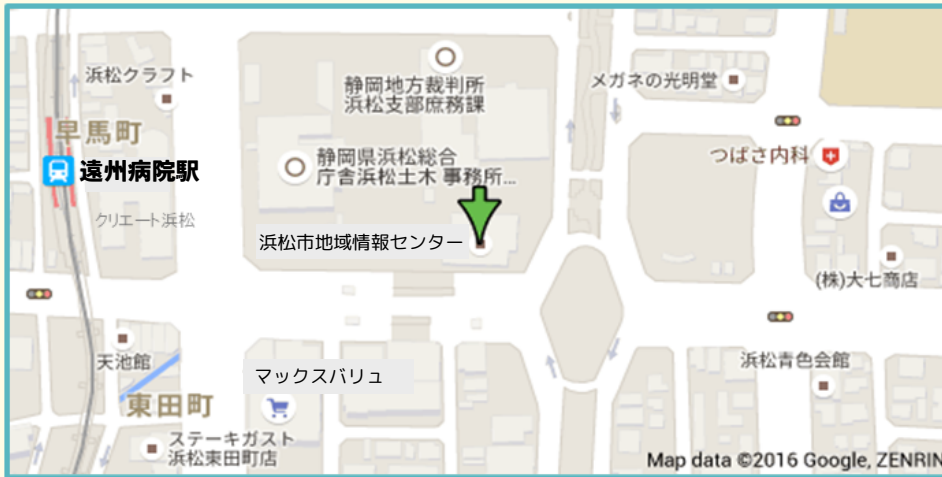 浜松クラフト
早馬町
遠州病院駅
クリエート浜松
静岡地方裁判所
浜松支部庶務課
静岡県浜松総合
庁舎浜松土木 事務所...
浜松市地域情報センター
メガネの光明堂
つばさ内科
(株)大七商店
天池館
東田町
マックスバリュ
ステーキガスト
浜松東田町店
浜松青色会館
Map data ©2016 Google, ZENRIN